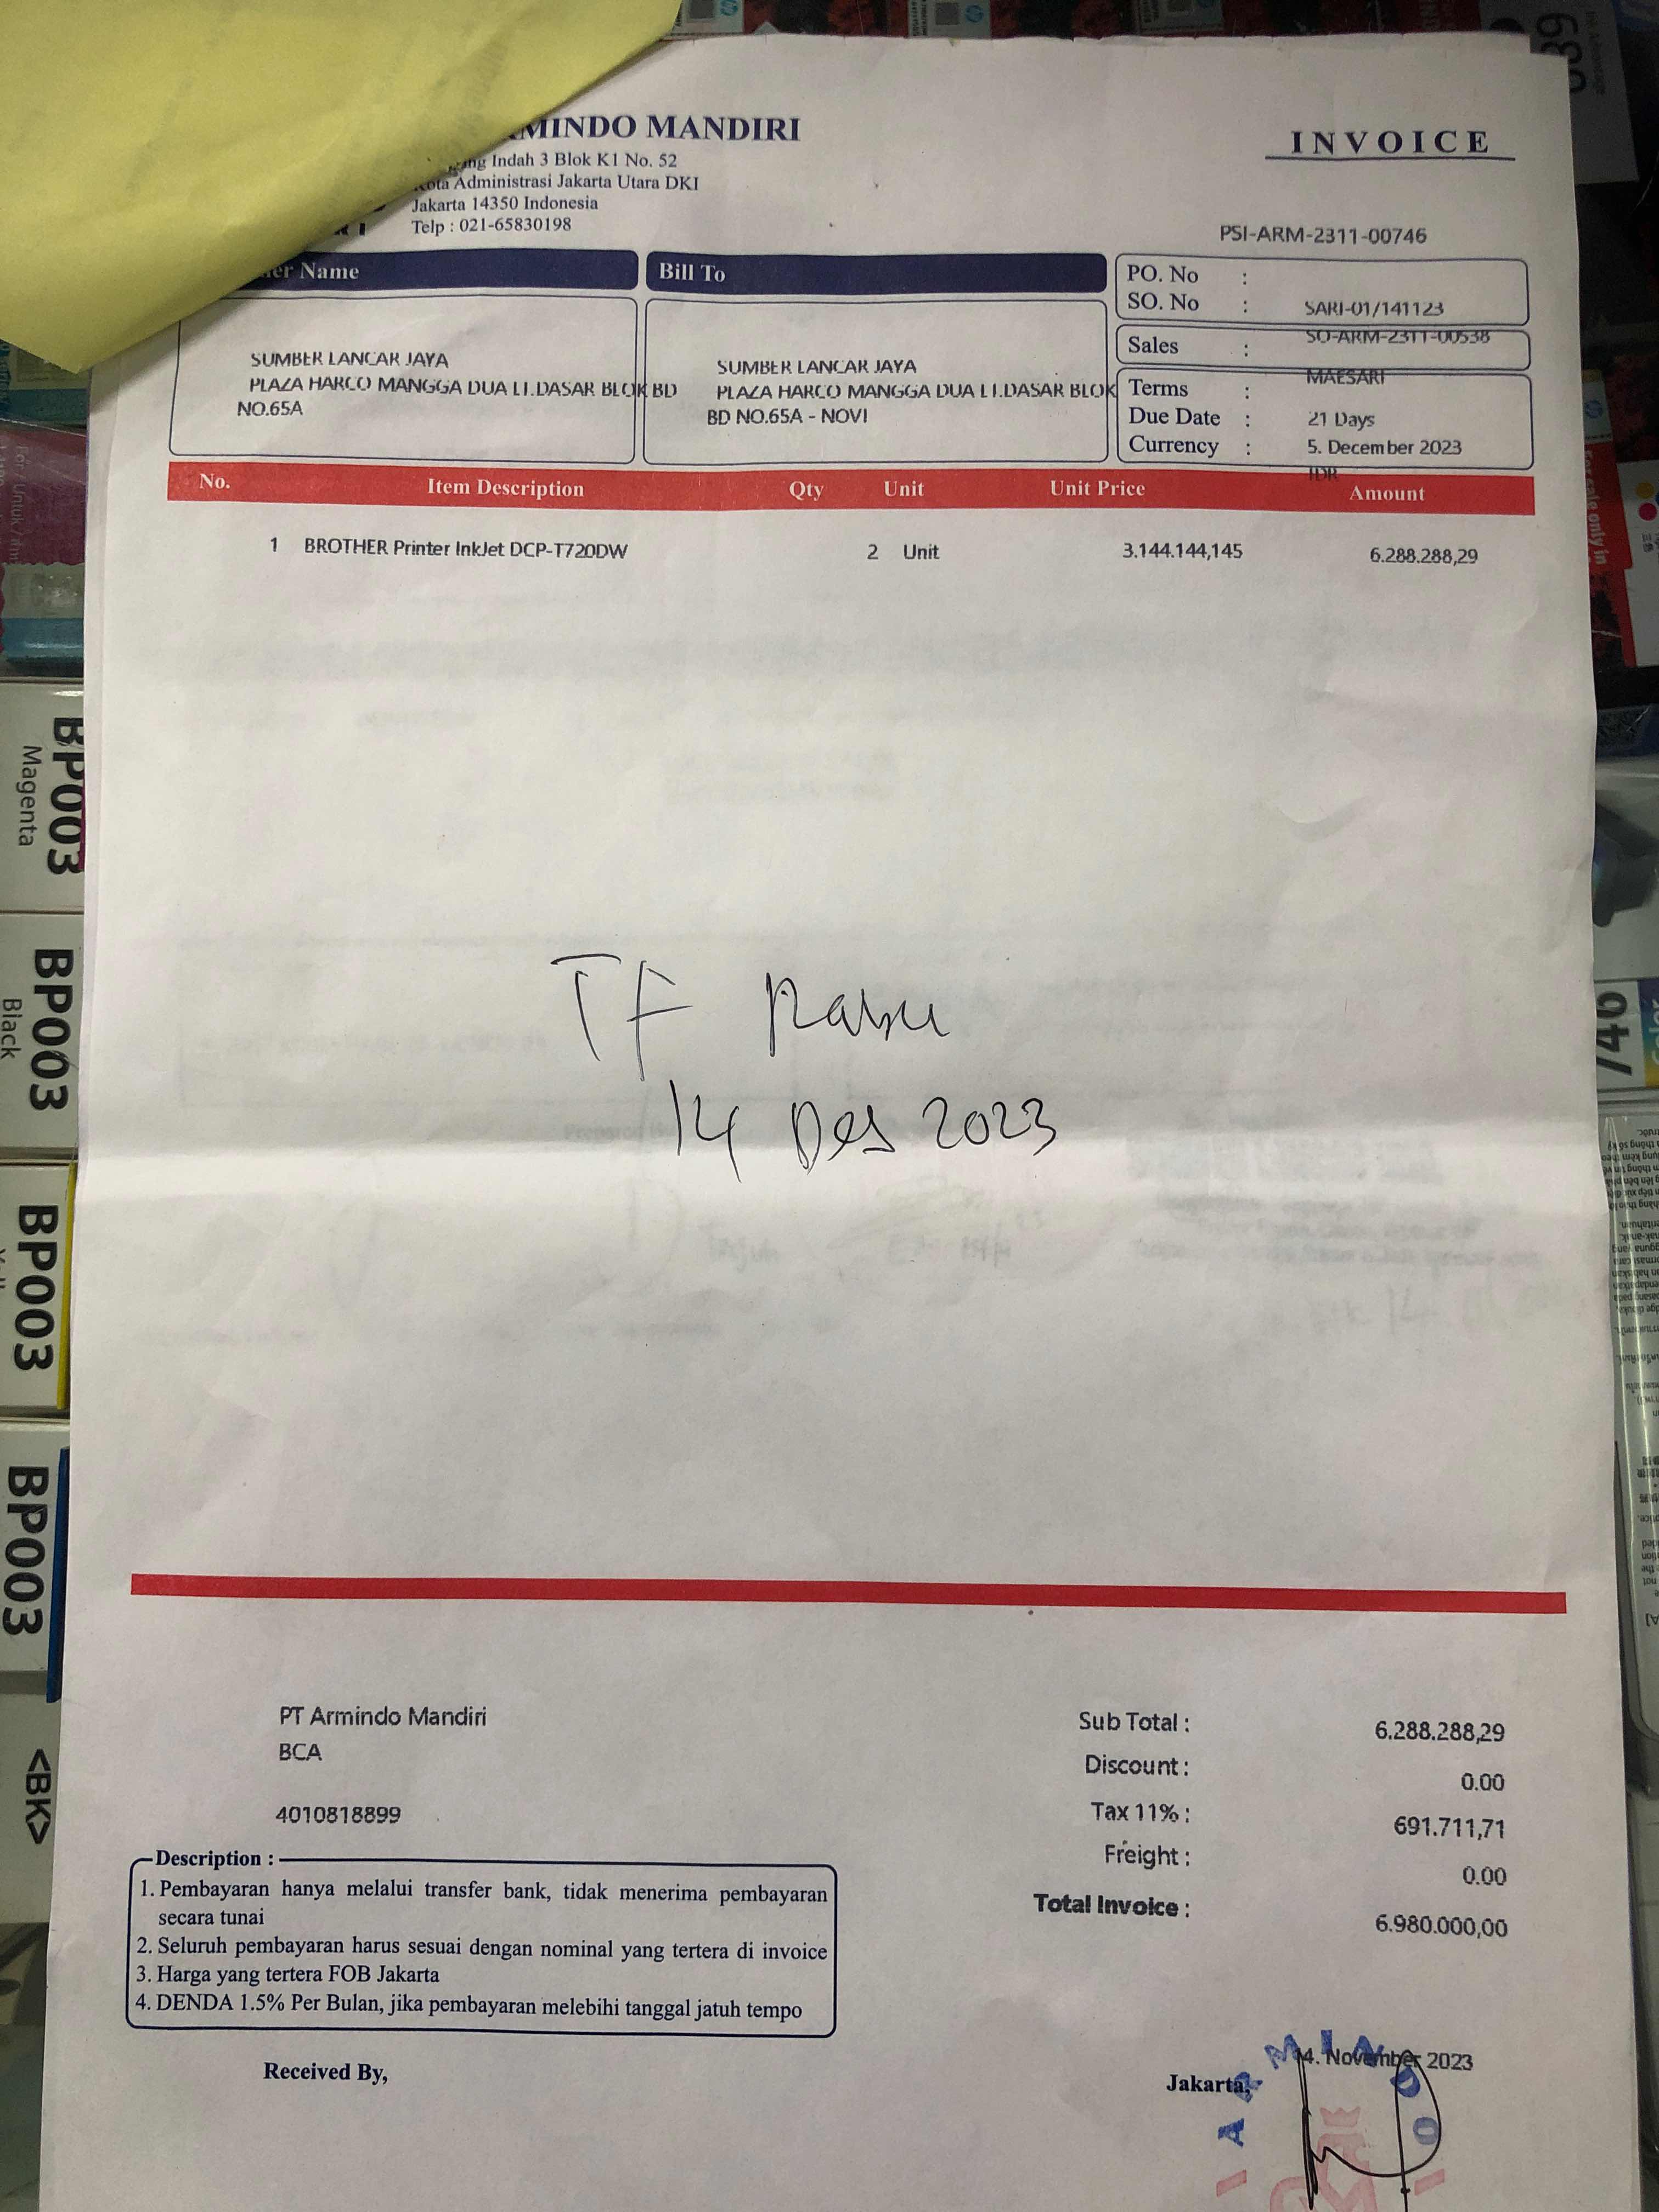 MINDO MANDIRI
Indah 3 Blok K1 No. 52
Kota Administrasi Jakarta Utara DKI
Jakarta 14350 Indonesia
Telp : 021-65830198
INVOICE
PSI-ARM-2311-00746
Name
SUMBER LANCAR JAYA
PLAZA HARCO MANGGA DUA LT.DASAR BLOK BD
NO.65A
Bill To
SUMBER LANCAR JAYA
PLAZA HARCO MANGGA DUA LT.DASAR BLOK
BD NO.65A - NOVI
PO. No :
SO. No : SARI-01/141123
SO-ARM-2311-00538
Sales :
MAESARI
Terms :
Due Date : 21 Days
Currency : 5. December 2023
IDR
No. Item Description Qty Unit Unit Price Amount
1 BROTHER Printer InkJet DCP-T720DW 2 Unit 3.144.144,145 6.288.288,29
TF Rabu
14 Des 2023
PT Armindo Mandiri
BCA
4010818899
Sub Total : 6.288.288,29
Discount : 0.00
Tax 11% : 691.711,71
Freight : 0.00
Total Invoice : 6.980.000,00
Description :
1. Pembayaran hanya melalui transfer bank, tidak menerima pembayaran
secara tunai
2. Seluruh pembayaran harus sesuai dengan nominal yang tertera di invoice
3. Harga yang tertera FOB Jakarta
4. DENDA 1.5% Per Bulan, jika pembayaran melebihi tanggal jatuh tempo
Received By,
14. November 2023
Jakarta,
BP003
Magenta
BP003
Black
BP003
BP003
<BK>